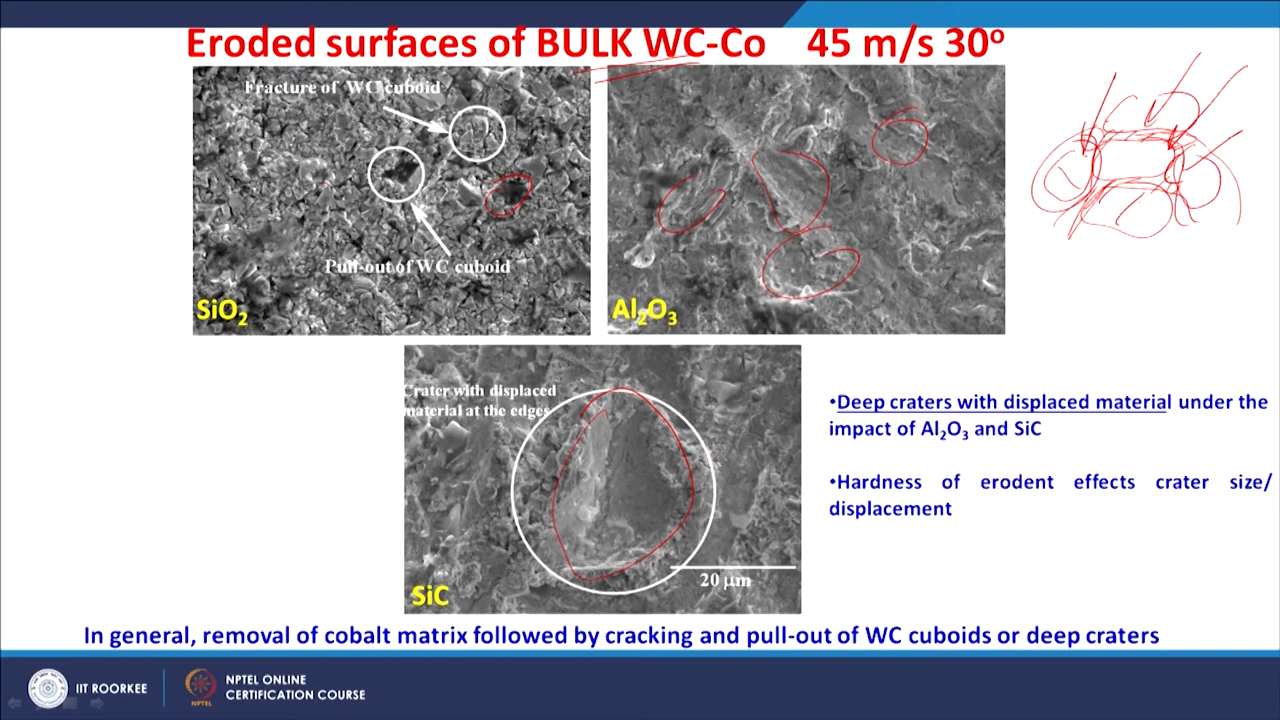 Eroded surfaces of BULK WC-Co 45 m/s 30º
Fracture of WC cuboid
Pull-out of WC cuboid
SiO₂
Al₂O₃
Crater with displaced
material at the edges
20 µm
SiC
•Deep craters with displaced material under the
impact of Al₂O₃ and SiC
•Hardness of erodent effects crater size/
displacement
In general, removal of cobalt matrix followed by cracking and pull-out of WC cuboids or deep craters
IIT ROORKEE
NPTEL
NPTEL ONLINE
CERTIFICATION COURSE